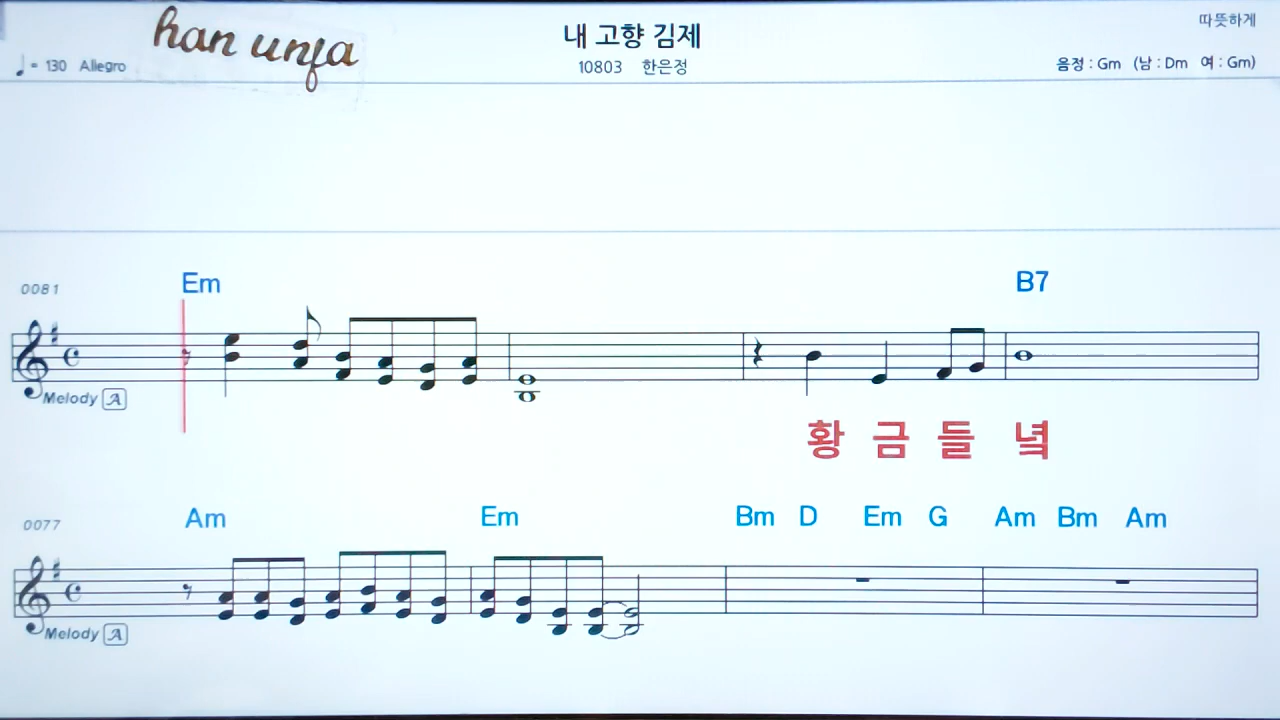 han unfa
내 고향 김제
따뜻하게
♩= 130 Allegro
10803 한은정
음정 : Gm (남 : Dm 여 : Gm)
0081 Em B7
Melody A
황 금 들 녘
0077 Am Em Bm D Em G Am Bm Am
Melody A